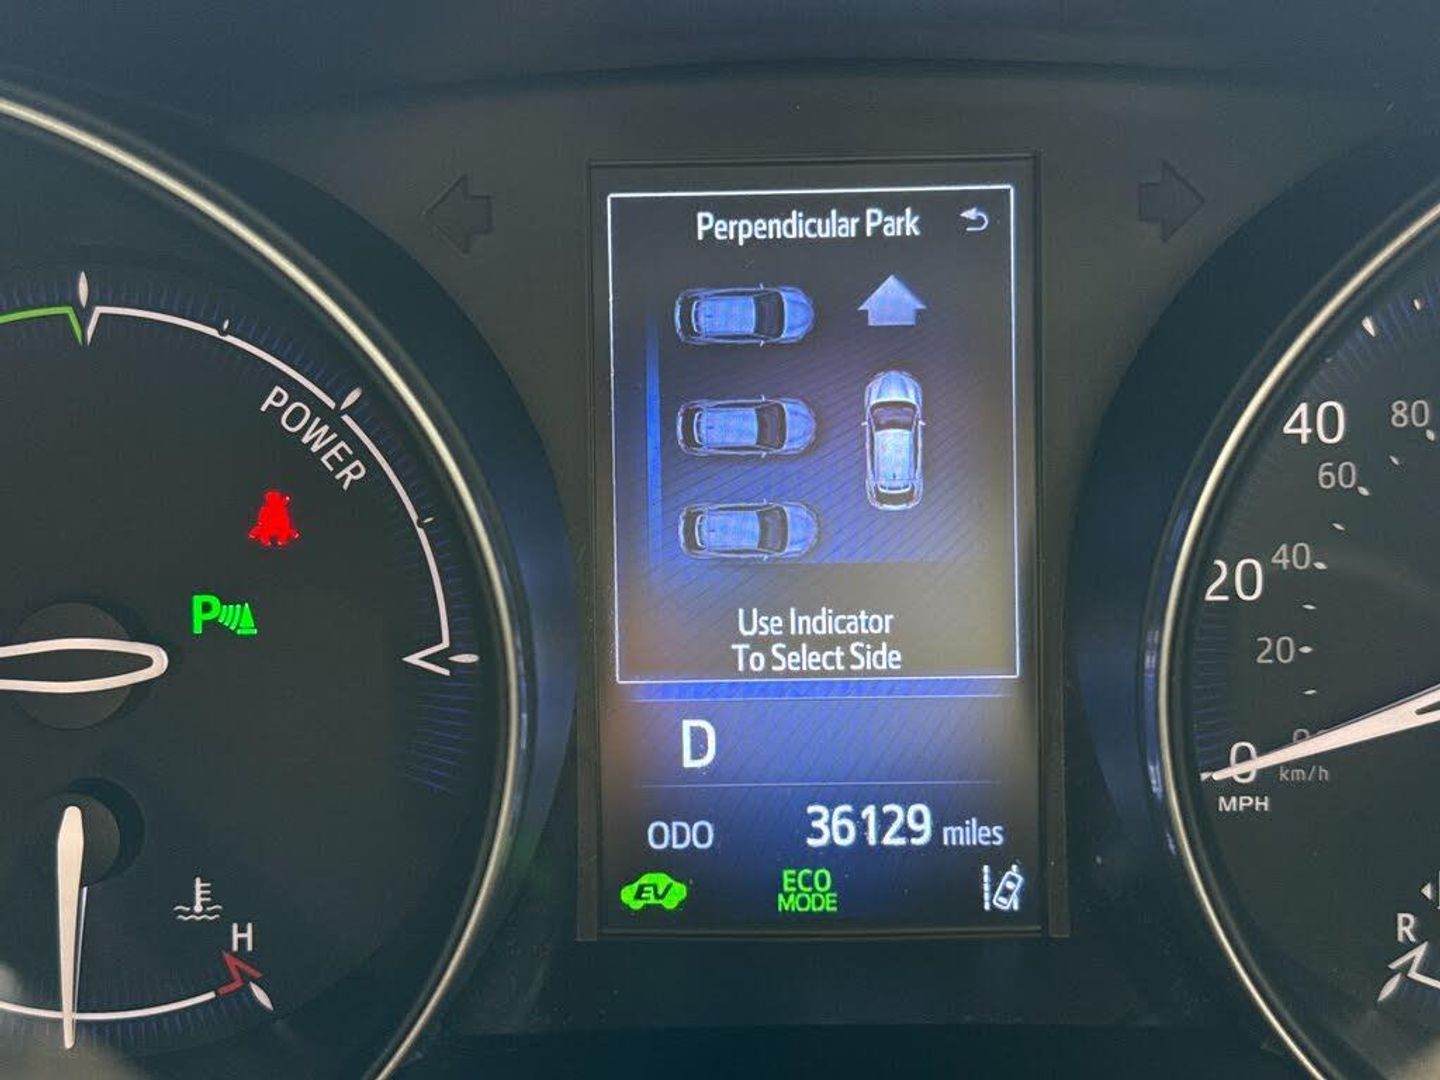 Perpendicular Park
POWER
P
Use Indicator
To Select Side
D
ODO 36129 miles
EV
ECO
MODE
H
40
80
60
20
40
20
0
km/h
MPH
R